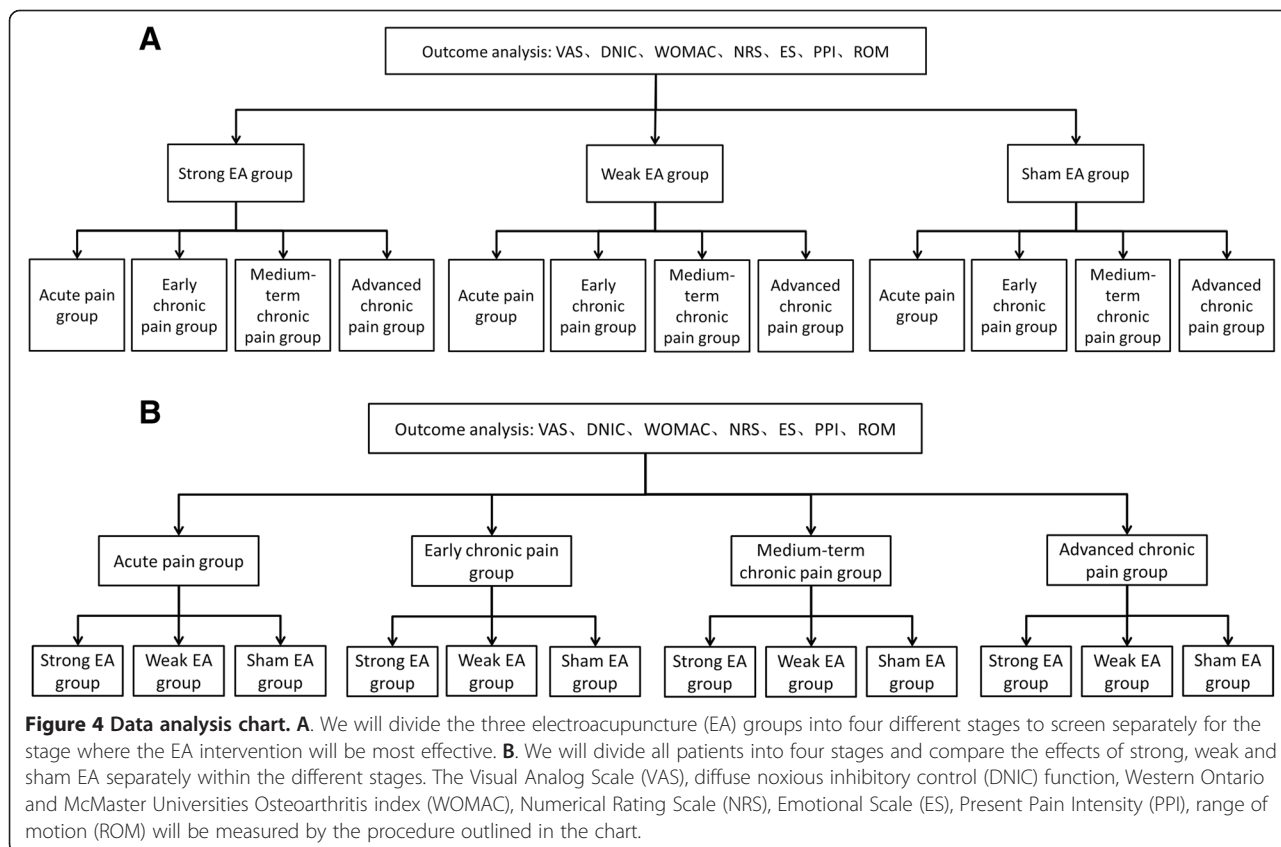 A
Outcome analysis: VAS、DNIC、WOMAC、NRS、ES、PPI、ROM
Strong EA group
Weak EA group
Sham EA group
Acute pain
group
Early
chronic
pain group
Medium-
term
chronic
pain group
Advanced
chronic
pain group
Acute pain
group
Early
chronic
pain group
Medium-
term
chronic
pain group
Advanced
chronic
pain group
Acute pain
group
Early
chronic
pain group
Medium-
term
chronic
pain group
Advanced
chronic
pain group
B
Outcome analysis: VAS、DNIC、WOMAC、NRS、ES、PPI、ROM
Acute pain group
Early chronic pain
group
Medium-term
chronic pain group
Advanced chronic
pain group
Strong EA
group
Weak EA
group
Sham EA
group
Strong EA
group
Weak EA
group
Sham EA
group
Strong EA
group
Weak EA
group
Sham EA
group
Strong EA
group
Weak EA
group
Sham EA
group
Figure 4 Data analysis chart. A. We will divide the three electroacupuncture (EA) groups into four different stages to screen separately for the
stage where the EA intervention will be most effective. B. We will divide all patients into four stages and compare the effects of strong, weak and
sham EA separately within the different stages. The Visual Analog Scale (VAS), diffuse noxious inhibitory control (DNIC) function, Western Ontario
and McMaster Universities Osteoarthritis index (WOMAC), Numerical Rating Scale (NRS), Emotional Scale (ES), Present Pain Intensity (PPI), range of
motion (ROM) will be measured by the procedure outlined in the chart.